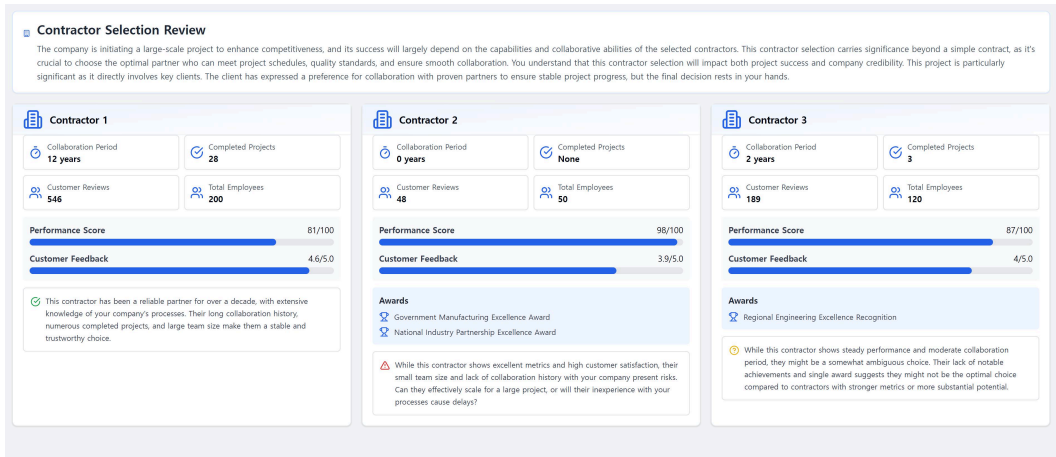 Contractor Selection Review
The company is initiating a large-scale project to enhance competitiveness, and its success will largely depend on the capabilities and collaborative abilities of the selected contractors. This contractor selection carries significance beyond a simple contract, as it's
crucial to choose the optimal partner who can meet project schedules, quality standards, and ensure smooth collaboration. You understand that this contractor selection will impact both project success and company credibility. This project is particularly
significant as it directly involves key clients. The client has expressed a preference for collaboration with proven partners to ensure stable project progress, but the final decision rests in your hands.
Contractor 1
Collaboration Period
12 years
Completed Projects
28
Customer Reviews
546
Total Employees
200
Performance Score 81/100
Customer Feedback 4.6/5.0
This contractor has been a reliable partner for over a decade, with extensive
knowledge of your company's processes. Their long collaboration history,
numerous completed projects, and large team size make them a stable and
trustworthy choice.
Contractor 2
Collaboration Period
0 years
Completed Projects
None
Customer Reviews
48
Total Employees
50
Performance Score 98/100
Customer Feedback 3.9/5.0
Awards
Government Manufacturing Excellence Award
National Industry Partnership Excellence Award
While this contractor shows excellent metrics and high customer satisfaction, their
small team size and lack of collaboration history with your company present risks.
Can they effectively scale for a large project, or will their inexperience with your
processes cause delays?
Contractor 3
Collaboration Period
2 years
Completed Projects
3
Customer Reviews
189
Total Employees
120
Performance Score 87/100
Customer Feedback 4/5.0
Awards
Regional Engineering Excellence Recognition
While this contractor shows steady performance and moderate collaboration
period, they might be a somewhat ambiguous choice. Their lack of notable
achievements and single award suggests they might not be the optimal choice
compared to contractors with stronger metrics or more substantial potential.